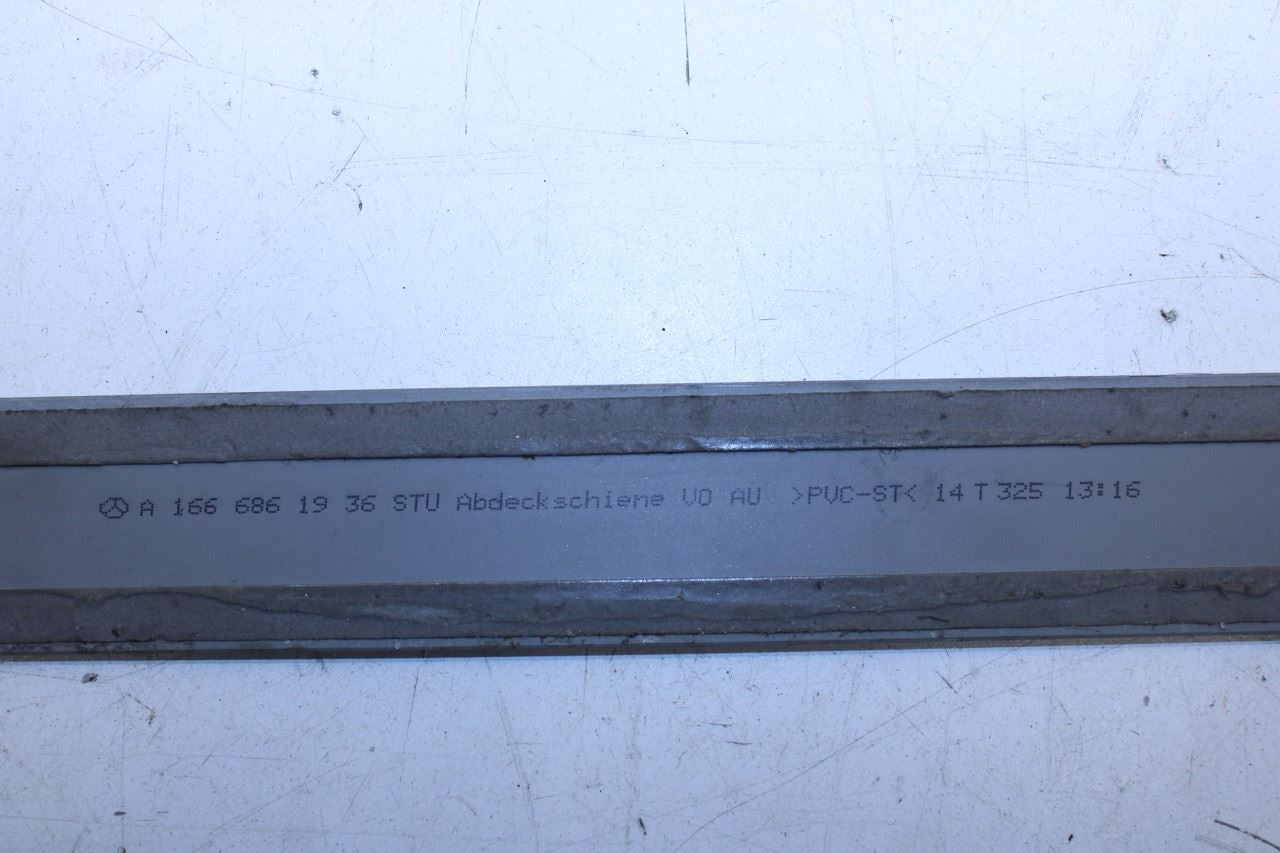 A 166 686 19 36 STU Abdeckschiene VO AU >PVC-ST< 14 T 325 13:16